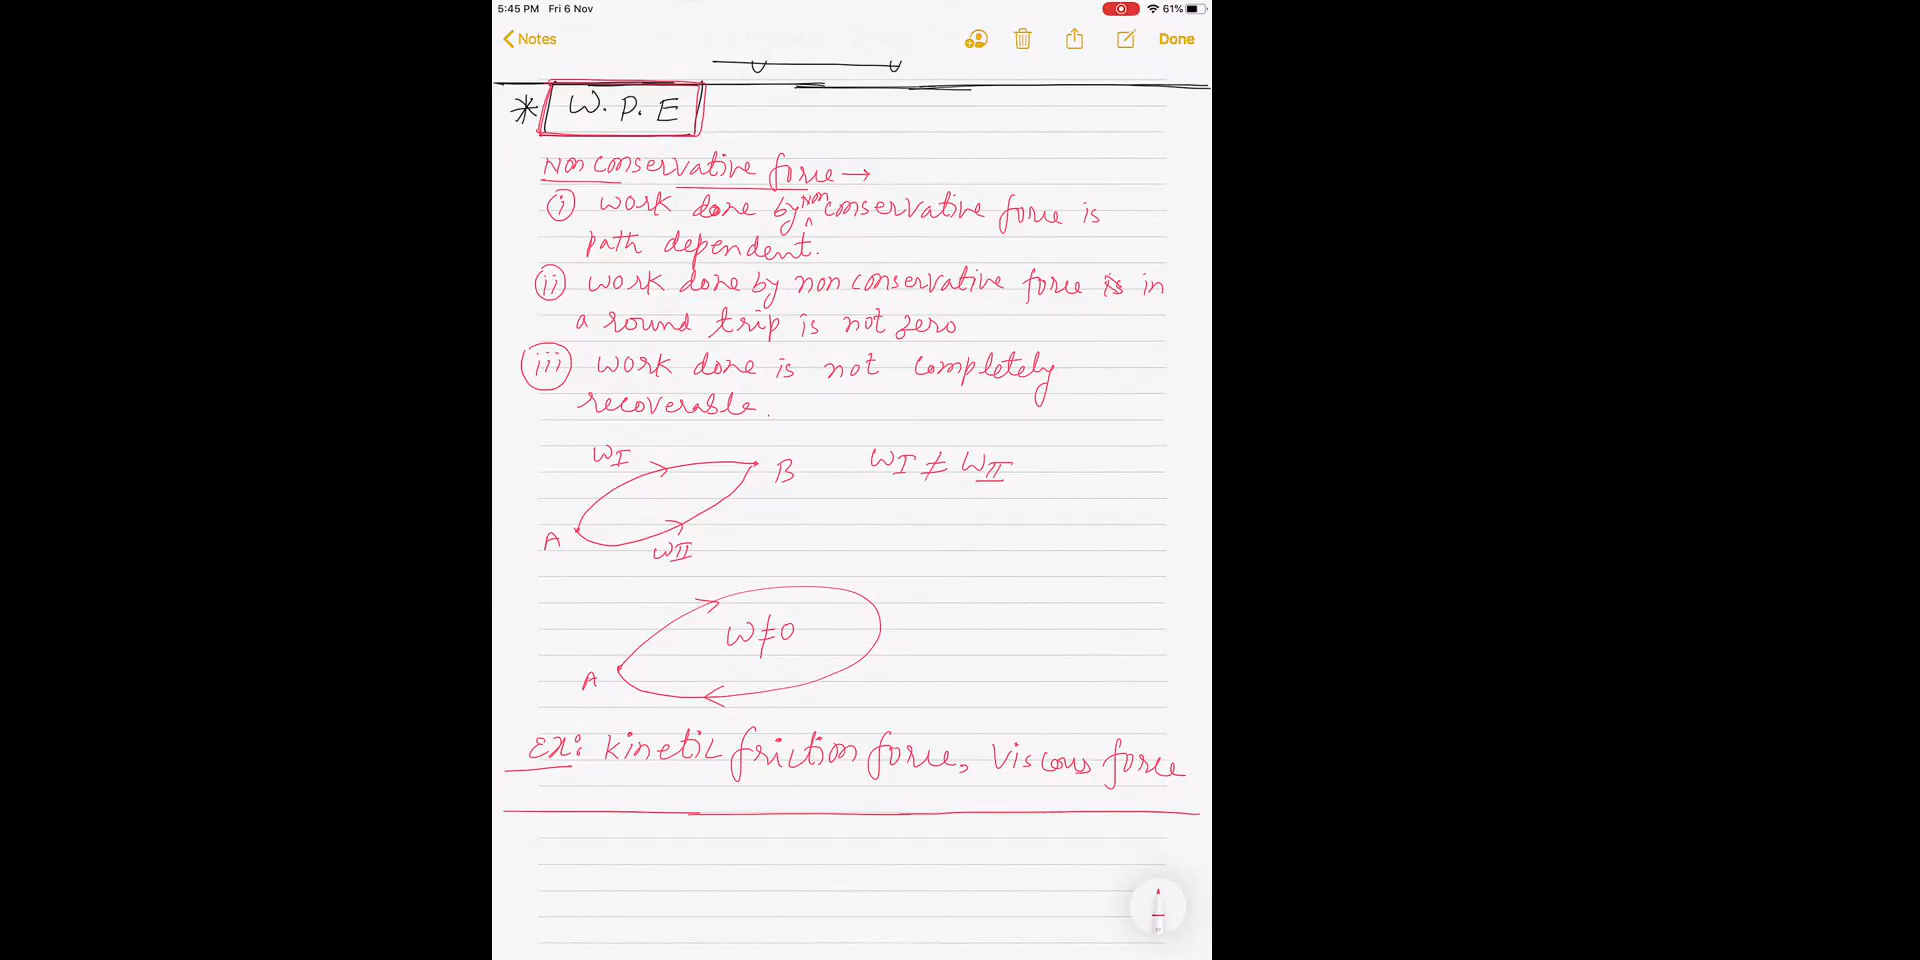 5:45 PM Fri 6 Nov 61%
Notes Done
* W. P. E
Non conservative force →
(i) work done by non conservative force is
path dependent.
(ii) work done by non conservative force in
a round trip is not zero
(iii) work done is not completely
recoverable.
WI B WI ≠ WII
A WII
W≠0
A
Ex: kinetic friction force, Viscous force